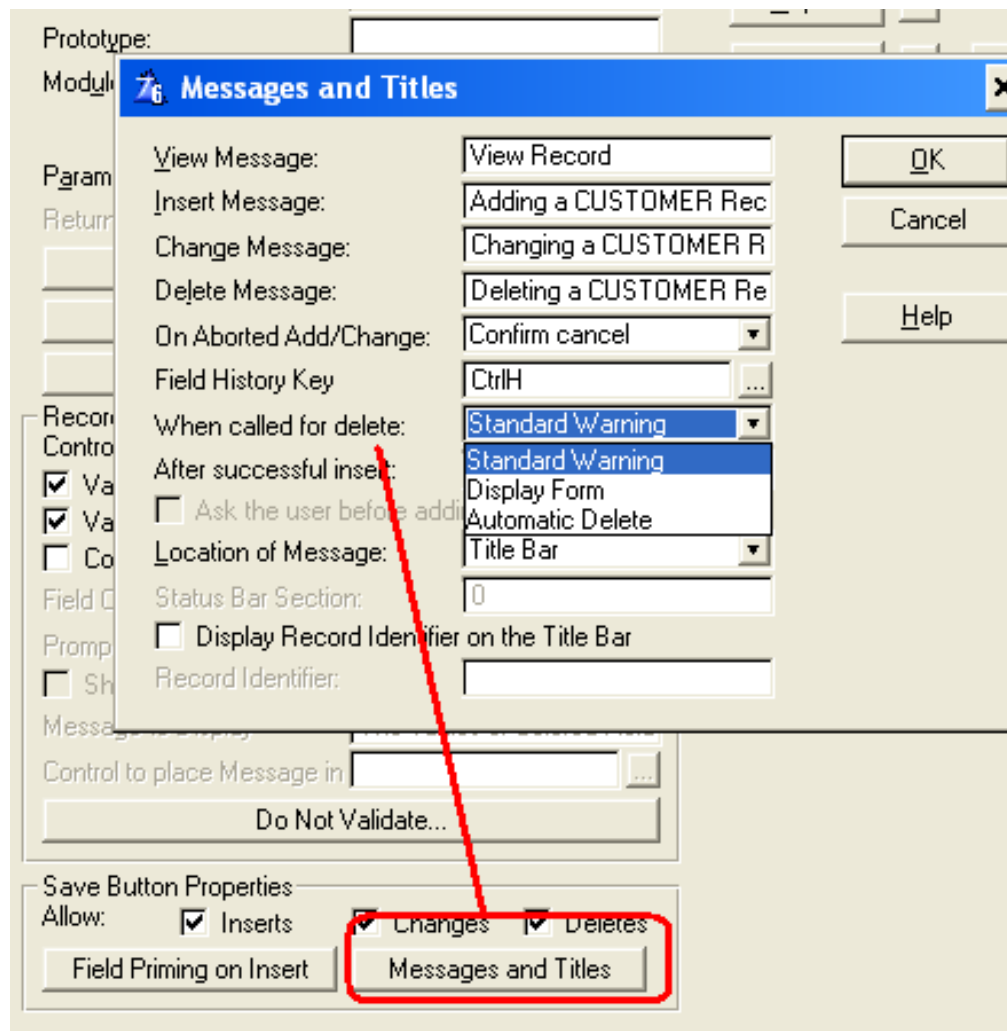 Prototype:
Messages and Titles
View Message: View Record OK
Param
Insert Message: Adding a CUSTOMER Rec
Return Cancel
Change Message: Changing a CUSTOMER R
Delete Message: Deleting a CUSTOMER Re
On Aborted Add/Change: Confirm cancel Help
Field History Key CtrlH ...
Recor
When called for delete: Standard Warning
Contro
Standard Warning
After successful insert:
Va
Display Form
Ask the user before addi
Va
Automatic Delete
Co
Location of Message: Title Bar
Field C
Status Bar Section: 0
Display Record Identifier on the Title Bar
Promp
Sh
Record Identifier:
Control to place Message in ...
Do Not Validate...
Save Button Properties
Allow: Inserts Changes Deletes
Field Priming on Insert Messages and Titles